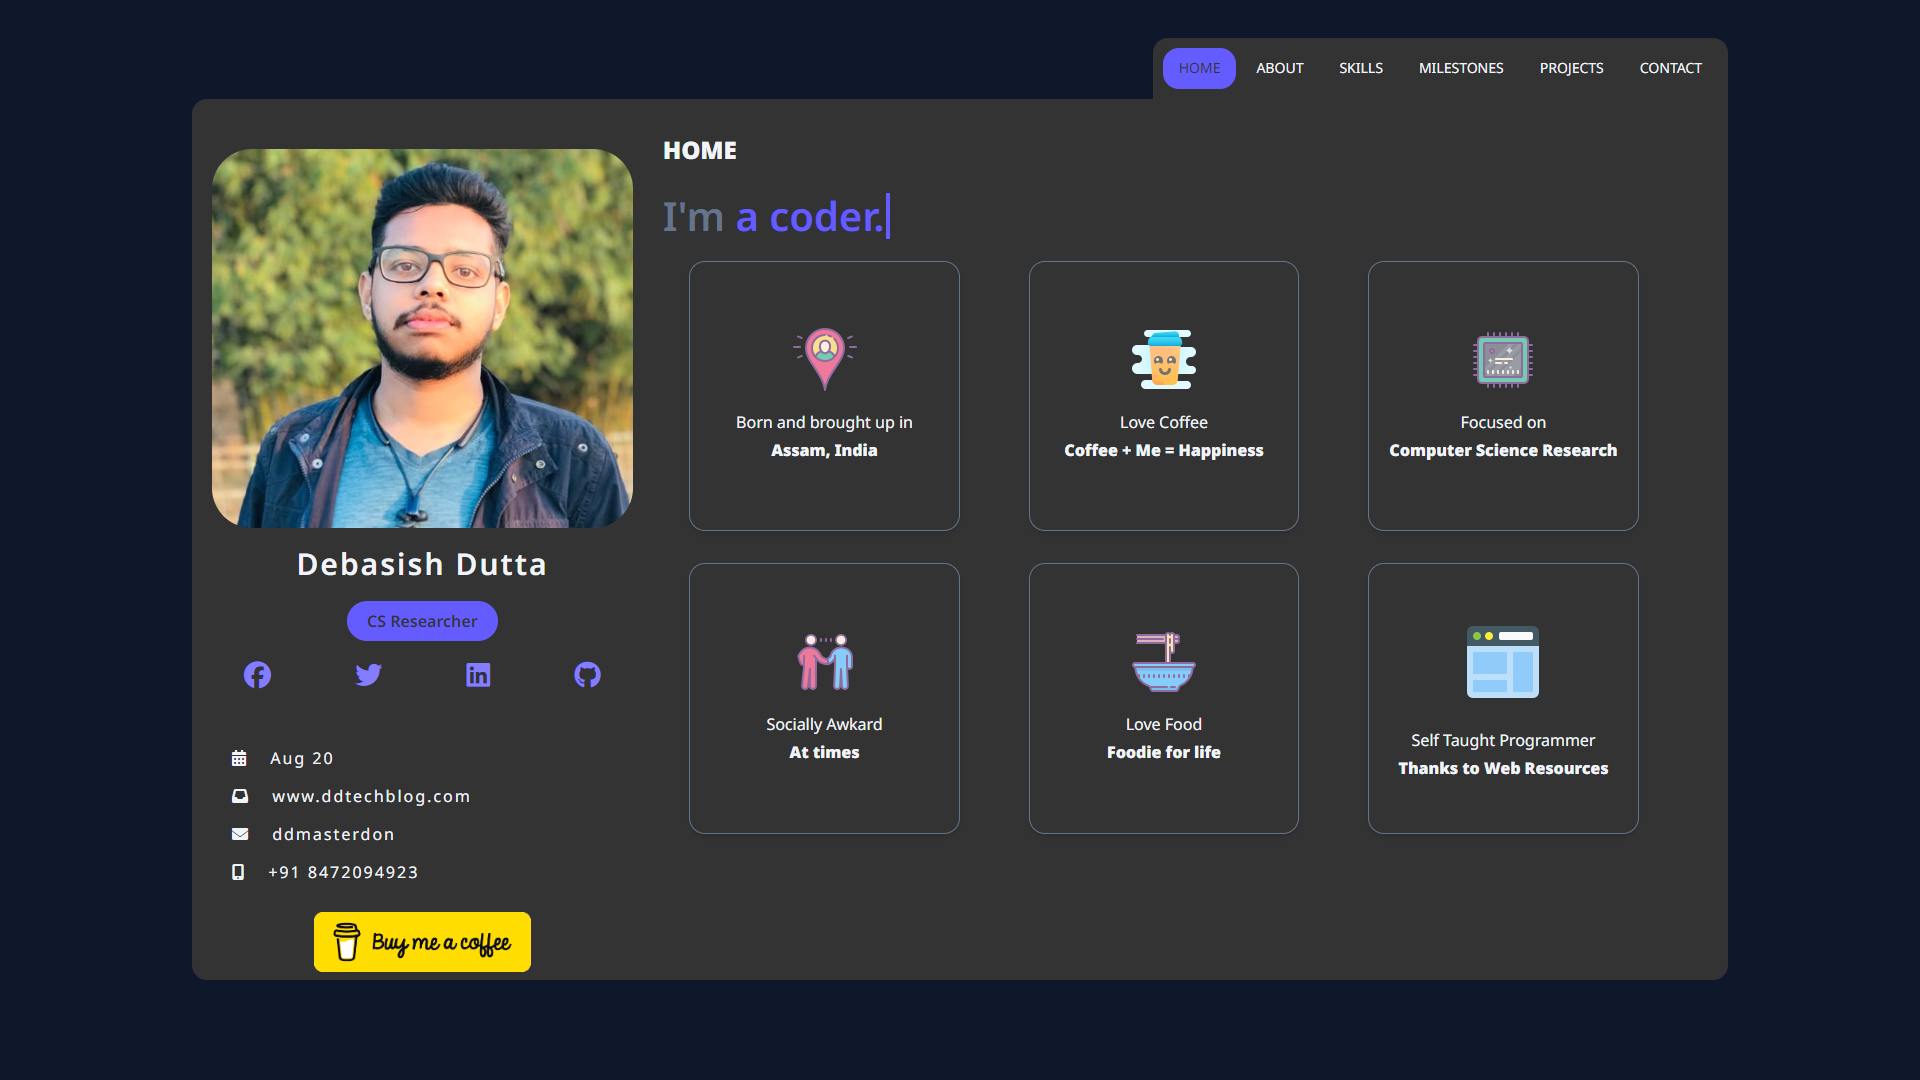 HOME
ABOUT
SKILLS
MILESTONES
PROJECTS
CONTACT
Debasish Dutta
CS Researcher
Aug 20
www.ddtechblog.com
ddmasterdon
+91 8472094923
Buy me a coffee
HOME
I'm a coder.
Born and brought up in
Assam, India
Love Coffee
Coffee + Me = Happiness
Focused on
Computer Science Research
Socially Awkard
At times
Love Food
Foodie for life
Self Taught Programmer
Thanks to Web Resources